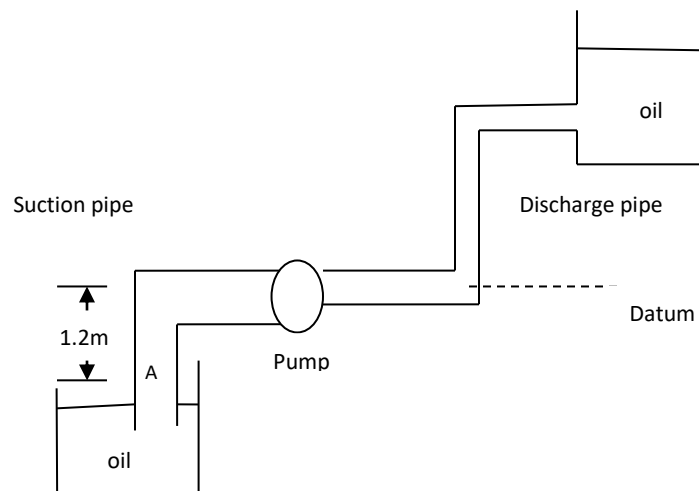 oil
Suction pipe
Discharge pipe
1.2m
Datum
A
Pump
oil